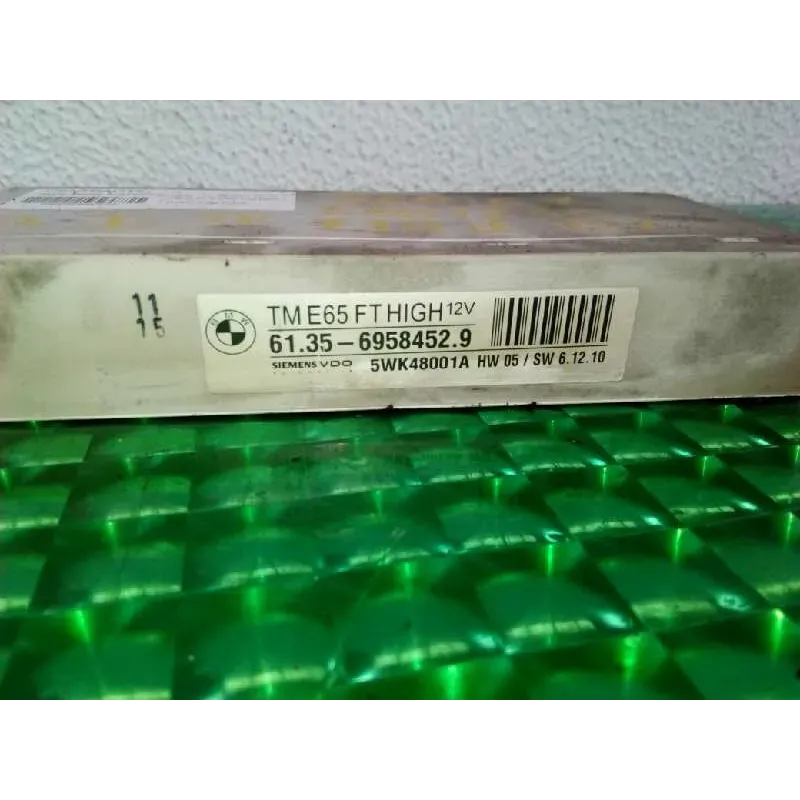 11
15
BMW
TM E65 FT HIGH 12V
61.35 - 6958452.9
SIEMENS VDO 5WK48001A HW 05 / SW 6.12.10